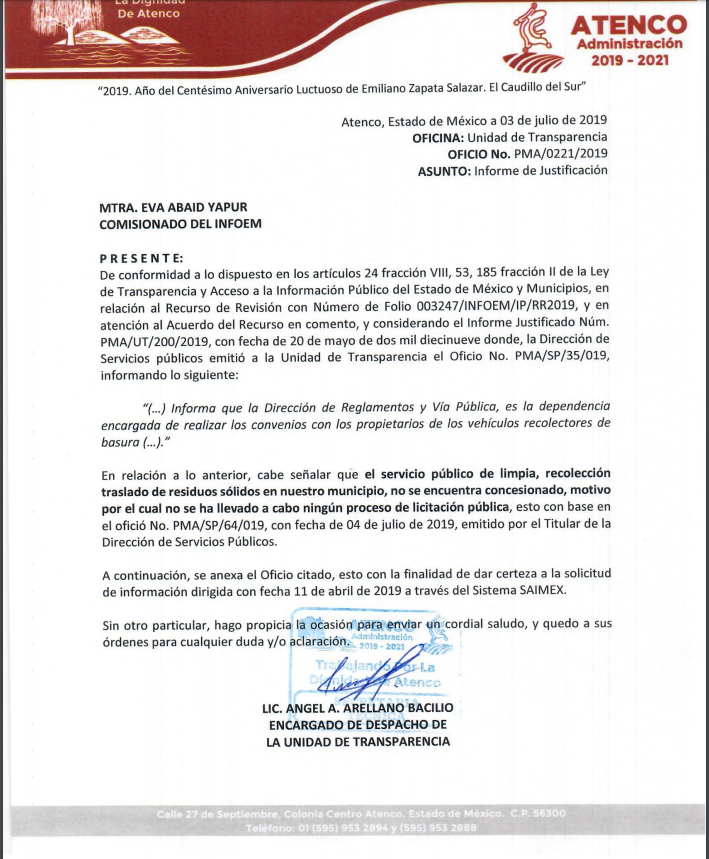 La Dignidad
De Atenco
ATENCO
Administración
2019 - 2021
"2019. Año del Centésimo Aniversario Luctuoso de Emiliano Zapata Salazar. El Caudillo del Sur"
Atenco, Estado de México a 03 de julio de 2019
OFICINA: Unidad de Transparencia
OFICIO No. PMA/0221/2019
ASUNTO: Informe de Justificación
MTRA. EVA ABAID YAPUR
COMISIONADO DEL INFOEM
P R E S E N T E:
De conformidad a lo dispuesto en los artículos 24 fracción VIII, 53, 185 fracción II de la Ley
de Transparencia y Acceso a la Información Público del Estado de México y Municipios, en
relación al Recurso de Revisión con Número de Folio 003247/INFOEM/IP/RR2019, y en
atención al Acuerdo del Recurso en comento, y considerando el Informe Justificado Núm.
PMA/UT/200/2019, con fecha de 20 de mayo de dos mil diecinueve donde, la Dirección de
Servicios públicos emitió a la Unidad de Transparencia el Oficio No. PMA/SP/35/019,
informando lo siguiente:
"(...) Informa que la Dirección de Reglamentos y Vía Pública, es la dependencia
encargada de realizar los convenios con los propietarios de los vehículos recolectores de
basura (...)."
En relación a lo anterior, cabe señalar que el servicio público de limpia, recolección
traslado de residuos sólidos en nuestro municipio, no se encuentra concesionado, motivo
por el cual no se ha llevado a cabo ningún proceso de licitación pública, esto con base en
el ofició No. PMA/SP/64/019, con fecha de 04 de julio de 2019, emitido por el Titular de la
Dirección de Servicios Públicos.
A continuación, se anexa el Oficio citado, esto con la finalidad de dar certeza a la solicitud
de información dirigida con fecha 11 de abril de 2019 a través del Sistema SAIMEX.
Sin otro particular, hago propicia la ocasión para enviar un cordial saludo, y quedo a sus
órdenes para cualquier duda y/o aclaración.
ATENCO
Administración
2019 - 2021
Trabajando Por La
Dignidad De Atenco
SECRETARIA
TÉCNICA
LIC. ANGEL A. ARELLANO BACILIO
ENCARGADO DE DESPACHO DE
LA UNIDAD DE TRANSPARENCIA
Calle 27 de Septiembre, Colonia Centro Atenco, Estado de México. C.P. 56300
Teléfono: 01 (595) 953 2894 y (595) 953 2888